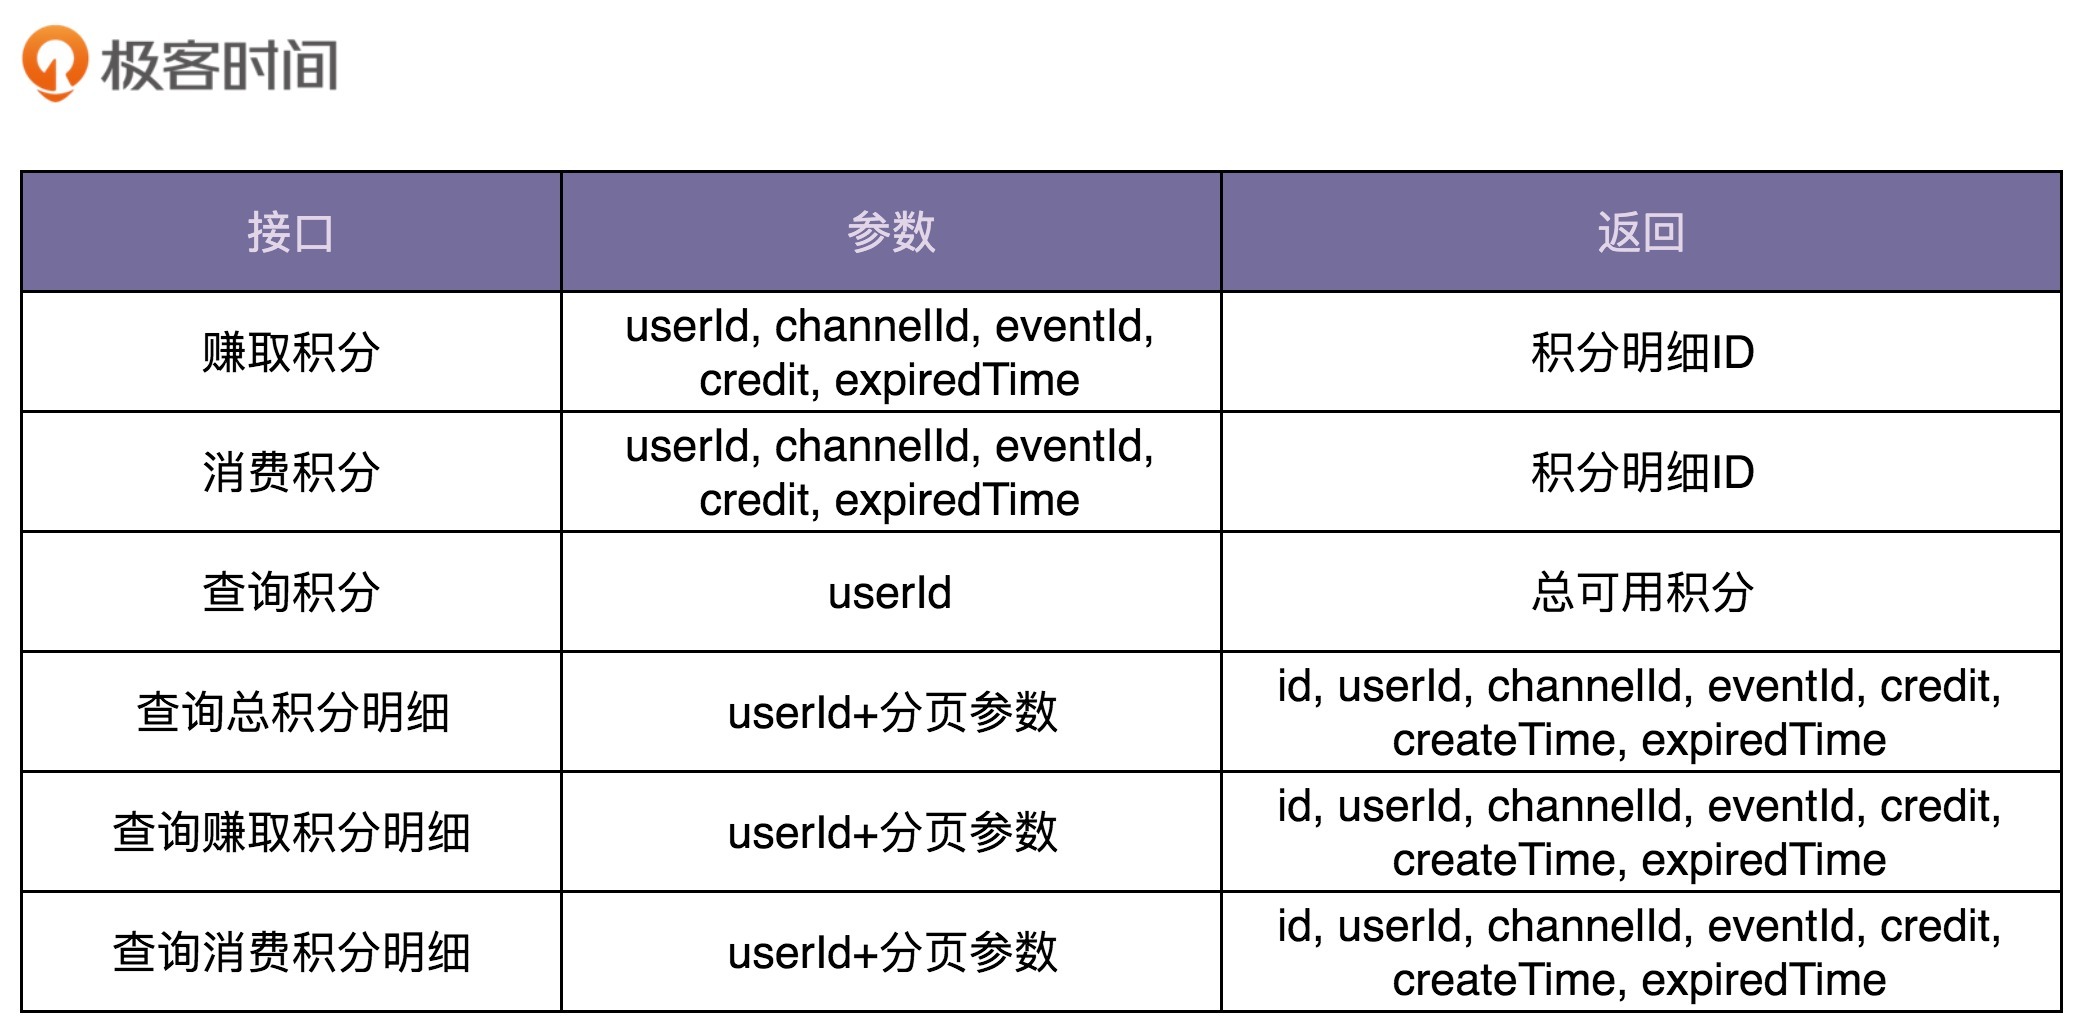 极客时间
接口 参数 返回
赚取积分 userId, channelId, eventId, credit, expiredTime 积分明细ID
消费积分 userId, channelId, eventId, credit, expiredTime 积分明细ID
查询积分 userId 总可用积分
查询总积分明细 userId+分页参数 id, userId, channelId, eventId, credit, createTime, expiredTime
查询赚取积分明细 userId+分页参数 id, userId, channelId, eventId, credit, createTime, expiredTime
查询消费积分明细 userId+分页参数 id, userId, channelId, eventId, credit, createTime, expiredTime